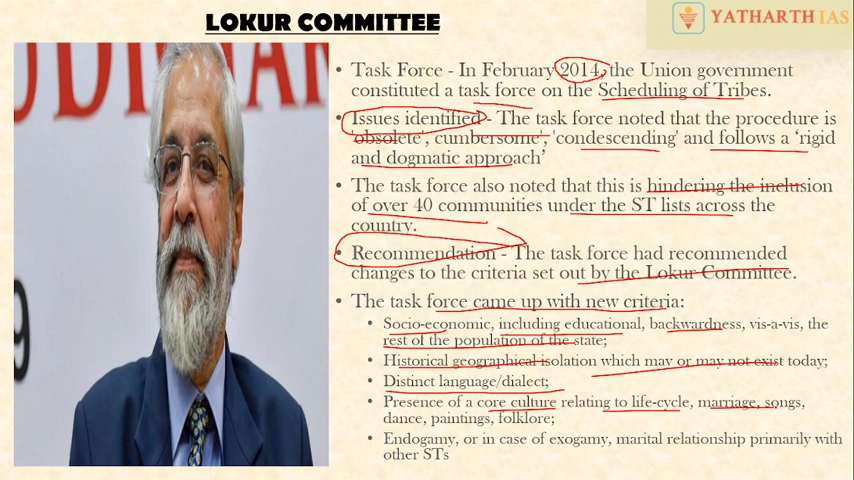 LOKUR COMMITTEE
YATHARTH IAS
UDI
9
• Task Force - In February 2014, the Union government
constituted a task force on the Scheduling of Tribes.
• Issues identified - The task force noted that the procedure is
'obsolete', cumbersome', 'condescending' and follows a 'rigid
and dogmatic approach'
• The task force also noted that this is hindering the inclusion
of over 40 communities under the ST lists across the
country.
• Recommendation - The task force had recommended
changes to the criteria set out by the Lokur Committee.
• The task force came up with new criteria:
• Socio-economic, including educational, backwardness, vis-a-vis, the
rest of the population of the state;
• Historical geographical isolation which may or may not exist today;
• Distinct language/dialect;
• Presence of a core culture relating to life-cycle, marriage, songs,
dance, paintings, folklore;
• Endogamy, or in case of exogamy, marital relationship primarily with
other STs